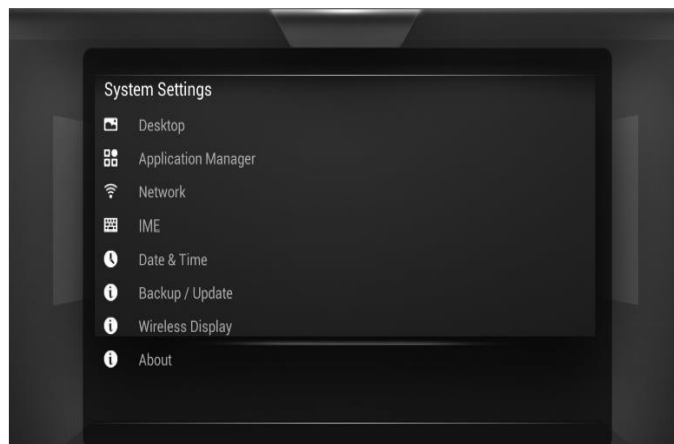 System Settings
Desktop
Application Manager
Network
IME
Date & Time
Backup / Update
Wireless Display
About